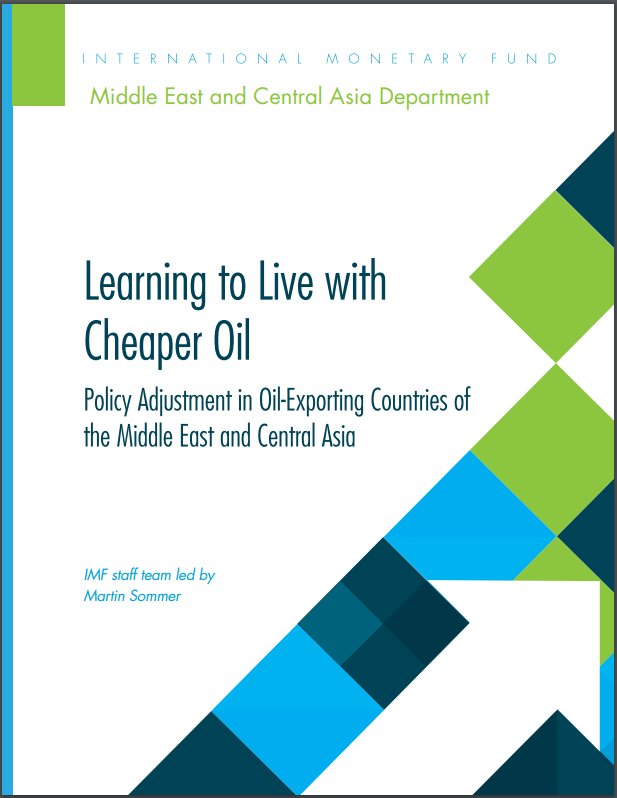 INTERNATIONAL MONETARY FUND
Middle East and Central Asia Department
Learning to Live with
Cheaper Oil
Policy Adjustment in Oil-Exporting Countries of
the Middle East and Central Asia
IMF staff team led by
Martin Sommer